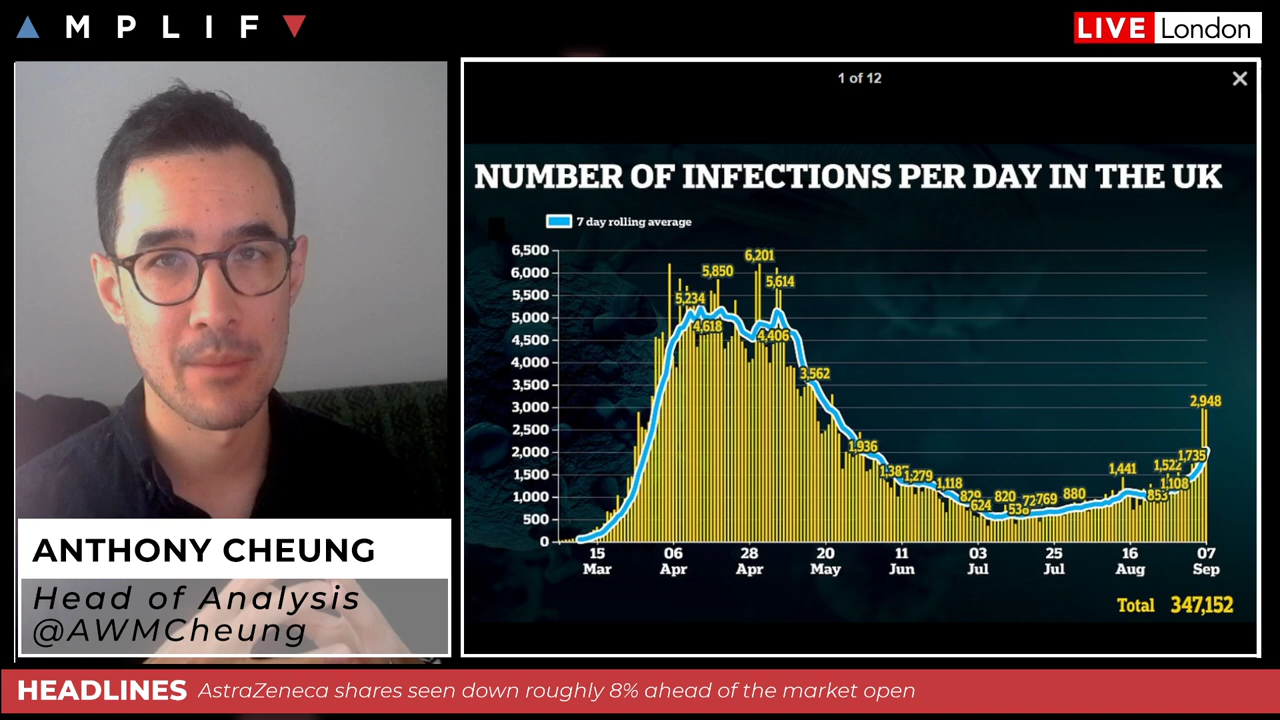 AMPLIFY
LIVE London
1 of 12
NUMBER OF INFECTIONS PER DAY IN THE UK
7 day rolling average
6,500
6,000
5,500
5,000
4,500
4,000
3,500
3,000
2,500
2,000
1,500
1,000
500
0
5,234
4,618
5,850
6,201
5,614
4,406
3,562
1,936
1,387
1,279
1,118
829
624
820
538
727
769
880
1,441
853
1,522
1,108
1,735
2,948
15 Mar
06 Apr
28 Apr
20 May
11 Jun
03 Jul
25 Jul
16 Aug
07 Sep
Total 347,152
ANTHONY CHEUNG
Head of Analysis
@AWMCheung
HEADLINES AstraZeneca shares seen down roughly 8% ahead of the market open